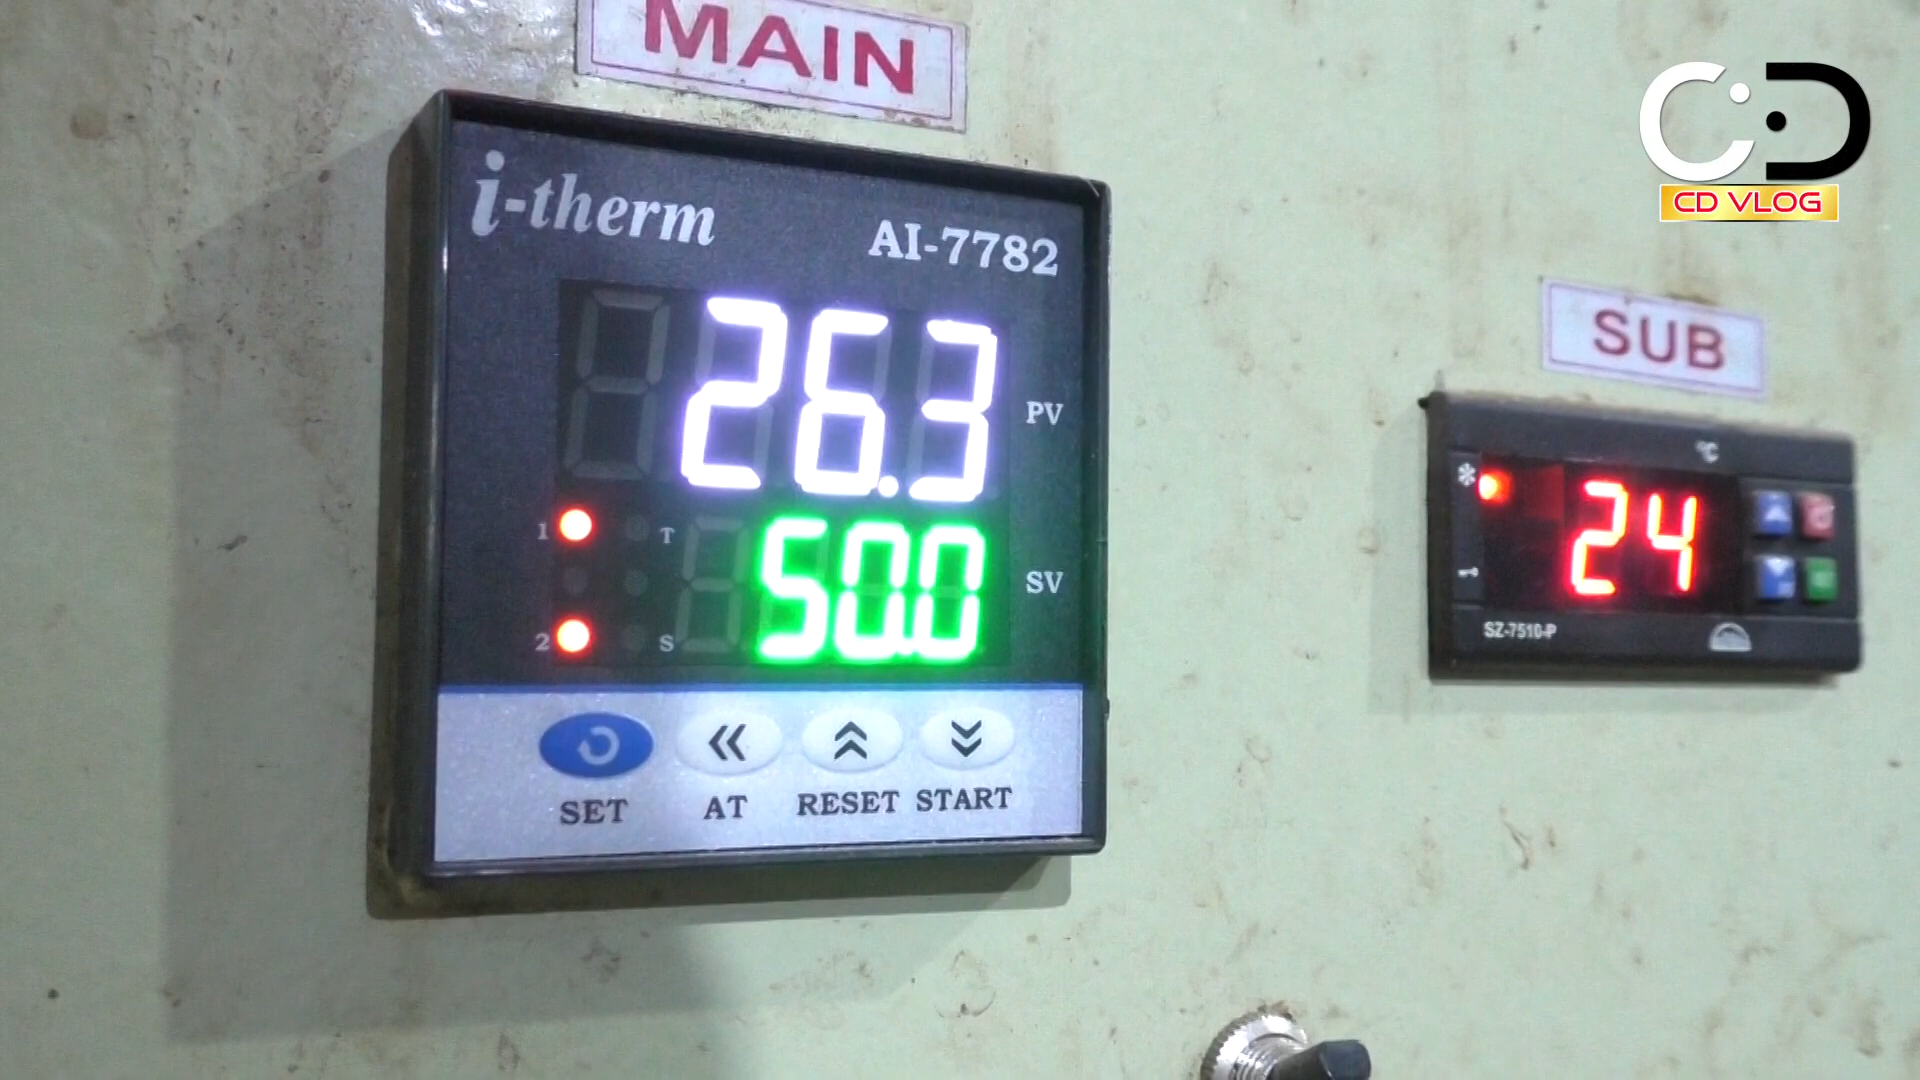 MAIN
CD VLOG
i-therm
AI-7782
26.3 PV
1 T
50.0 SV
2 S
SET AT RESET START
SUB
°C
24
SZ-7510-P